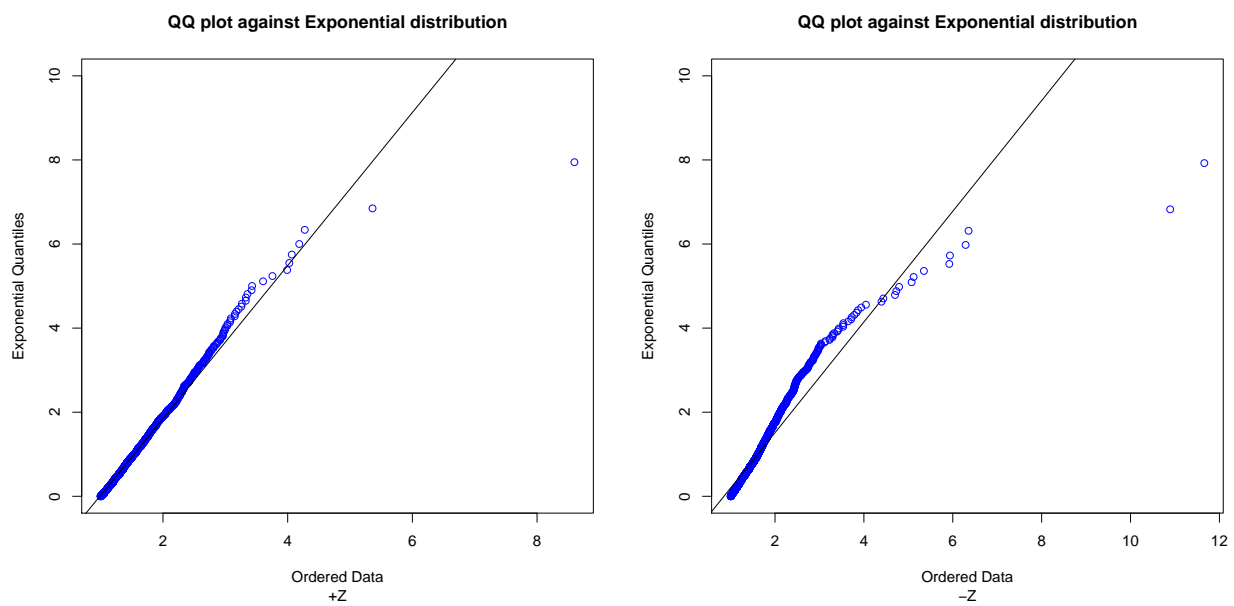 QQ plot against Exponential distribution
Exponential Quantiles
10
8
6
4
2
0
2 4 6 8
Ordered Data
+Z
QQ plot against Exponential distribution
Exponential Quantiles
10
8
6
4
2
0
2 4 6 8 10 12
Ordered Data
−Z